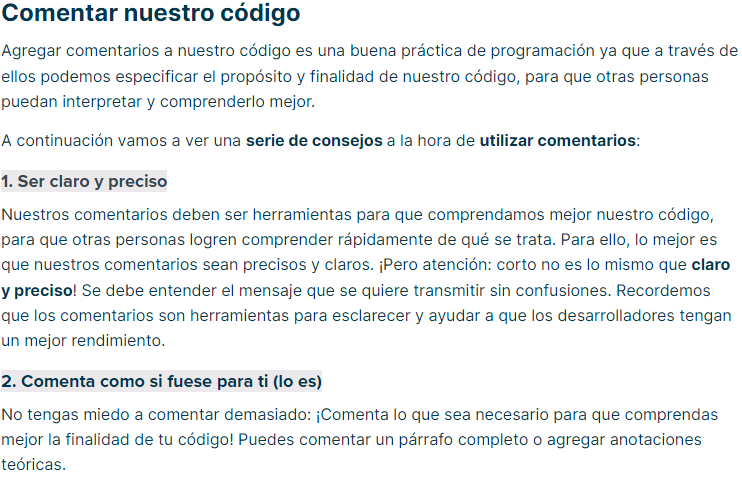 Comentar nuestro código
Agregar comentarios a nuestro código es una buena práctica de programación ya que a través de
ellos podemos especificar el propósito y finalidad de nuestro código, para que otras personas
puedan interpretar y comprenderlo mejor.
A continuación vamos a ver una serie de consejos a la hora de utilizar comentarios:
1. Ser claro y preciso
Nuestros comentarios deben ser herramientas para que comprendamos mejor nuestro código,
para que otras personas logren comprender rápidamente de qué se trata. Para ello, lo mejor es
que nuestros comentarios sean precisos y claros. ¡Pero atención: corto no es lo mismo que claro
y preciso! Se debe entender el mensaje que se quiere transmitir sin confusiones. Recordemos
que los comentarios son herramientas para esclarecer y ayudar a que los desarrolladores tengan
un mejor rendimiento.
2. Comenta como si fuese para ti (lo es)
No tengas miedo a comentar demasiado: ¡Comenta lo que sea necesario para que comprendas
mejor la finalidad de tu código! Puedes comentar un párrafo completo o agregar anotaciones
teóricas.